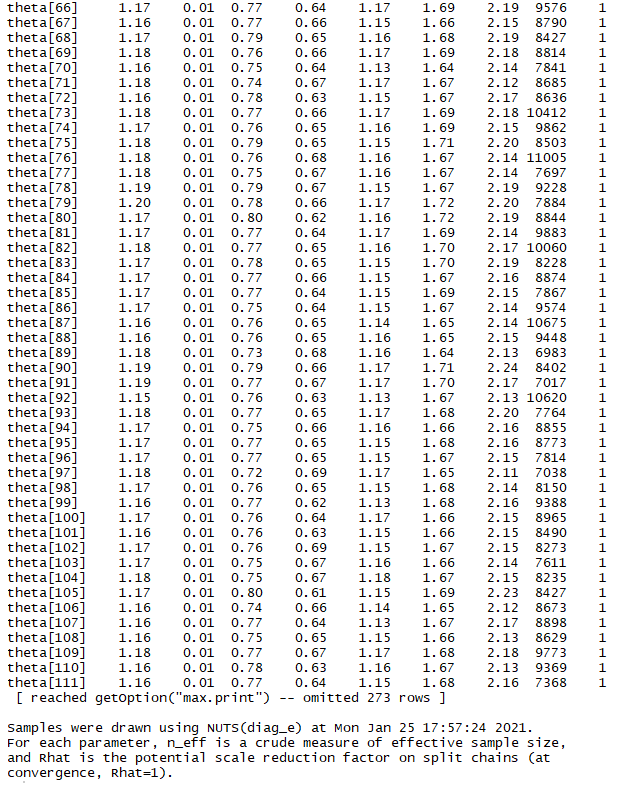 theta[66] 1.17 0.01 0.77 0.64 1.17 1.69 2.19 9576 1
theta[67] 1.16 0.01 0.77 0.66 1.15 1.66 2.15 8790 1
theta[68] 1.17 0.01 0.79 0.65 1.16 1.68 2.19 8427 1
theta[69] 1.18 0.01 0.76 0.66 1.17 1.69 2.18 8814 1
theta[70] 1.16 0.01 0.75 0.64 1.13 1.64 2.14 7841 1
theta[71] 1.18 0.01 0.74 0.67 1.17 1.67 2.12 8685 1
theta[72] 1.16 0.01 0.78 0.63 1.15 1.67 2.17 8636 1
theta[73] 1.18 0.01 0.77 0.66 1.17 1.69 2.18 10412 1
theta[74] 1.17 0.01 0.76 0.65 1.16 1.69 2.15 9862 1
theta[75] 1.18 0.01 0.79 0.65 1.15 1.71 2.20 8503 1
theta[76] 1.18 0.01 0.76 0.68 1.16 1.67 2.14 11005 1
theta[77] 1.18 0.01 0.75 0.67 1.16 1.67 2.14 7697 1
theta[78] 1.19 0.01 0.79 0.67 1.15 1.67 2.19 9228 1
theta[79] 1.20 0.01 0.78 0.66 1.17 1.72 2.20 7884 1
theta[80] 1.17 0.01 0.80 0.62 1.16 1.72 2.19 8844 1
theta[81] 1.17 0.01 0.77 0.64 1.17 1.69 2.14 9883 1
theta[82] 1.18 0.01 0.77 0.65 1.16 1.70 2.17 10060 1
theta[83] 1.17 0.01 0.78 0.65 1.15 1.70 2.19 8228 1
theta[84] 1.17 0.01 0.77 0.66 1.15 1.67 2.16 8874 1
theta[85] 1.17 0.01 0.77 0.64 1.15 1.69 2.15 7867 1
theta[86] 1.17 0.01 0.75 0.64 1.15 1.67 2.14 9574 1
theta[87] 1.16 0.01 0.76 0.65 1.14 1.65 2.14 10675 1
theta[88] 1.16 0.01 0.76 0.65 1.16 1.65 2.15 9448 1
theta[89] 1.18 0.01 0.73 0.68 1.16 1.64 2.13 6983 1
theta[90] 1.19 0.01 0.79 0.66 1.17 1.71 2.24 8402 1
theta[91] 1.19 0.01 0.77 0.67 1.17 1.70 2.17 7017 1
theta[92] 1.15 0.01 0.76 0.63 1.13 1.67 2.13 10620 1
theta[93] 1.18 0.01 0.77 0.65 1.17 1.68 2.20 7764 1
theta[94] 1.17 0.01 0.75 0.66 1.16 1.66 2.16 8855 1
theta[95] 1.17 0.01 0.77 0.65 1.15 1.68 2.16 8773 1
theta[96] 1.17 0.01 0.77 0.65 1.15 1.67 2.15 7814 1
theta[97] 1.18 0.01 0.72 0.69 1.17 1.65 2.11 7038 1
theta[98] 1.17 0.01 0.76 0.65 1.15 1.68 2.14 8150 1
theta[99] 1.16 0.01 0.77 0.62 1.13 1.68 2.16 9388 1
theta[100] 1.17 0.01 0.76 0.64 1.17 1.66 2.15 8965 1
theta[101] 1.16 0.01 0.76 0.63 1.15 1.66 2.15 8490 1
theta[102] 1.17 0.01 0.76 0.69 1.15 1.67 2.15 8273 1
theta[103] 1.17 0.01 0.75 0.67 1.16 1.66 2.14 7611 1
theta[104] 1.18 0.01 0.75 0.67 1.18 1.67 2.15 8235 1
theta[105] 1.17 0.01 0.80 0.61 1.15 1.69 2.23 8427 1
theta[106] 1.16 0.01 0.74 0.66 1.14 1.65 2.12 8673 1
theta[107] 1.16 0.01 0.77 0.64 1.13 1.67 2.17 8898 1
theta[108] 1.16 0.01 0.75 0.65 1.15 1.66 2.13 8629 1
theta[109] 1.18 0.01 0.77 0.65 1.17 1.68 2.18 9773 1
theta[110] 1.16 0.01 0.78 0.63 1.16 1.67 2.13 9369 1
theta[111] 1.16 0.01 0.77 0.64 1.15 1.68 2.16 7368 1
[ reached getOption("max.print") -- omitted 273 rows ]
Samples were drawn using NUTS(diag_e) at Mon Jan 25 17:57:24 2021.
For each parameter, n_eff is a crude measure of effective sample size,
and Rhat is the potential scale reduction factor on split chains (at
convergence, Rhat=1).